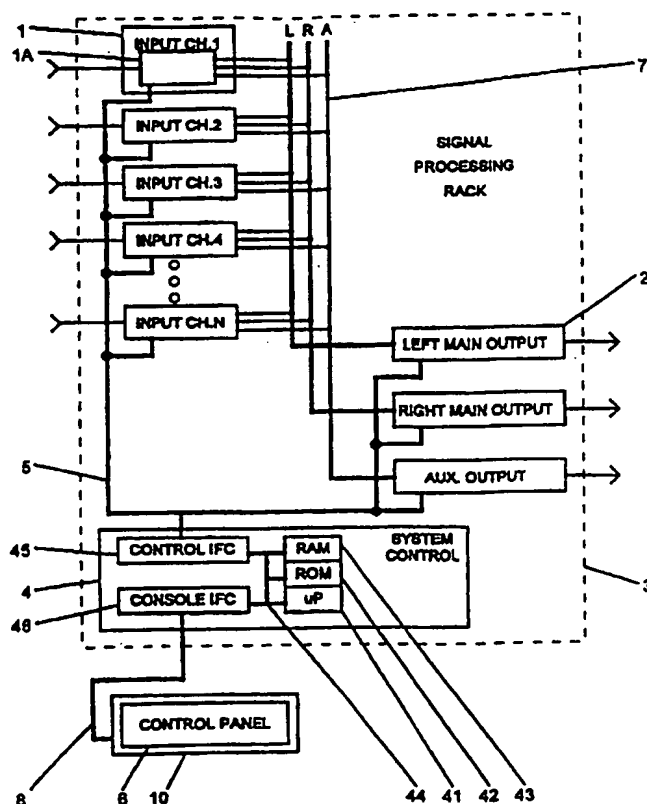 1
INPUT CH.1
L R A
1A
7
INPUT CH.2
SIGNAL
PROCESSING
RACK
INPUT CH.3
INPUT CH.4
2
INPUT CH.N
LEFT MAIN OUTPUT
RIGHT MAIN OUTPUT
5
AUX. OUTPUT
SYSTEM
CONTROL
45
CONTROL IFC
RAM
4
ROM
3
46
CONSOLE IFC
uP
CONTROL PANEL
8
6
10
44
41
42
43